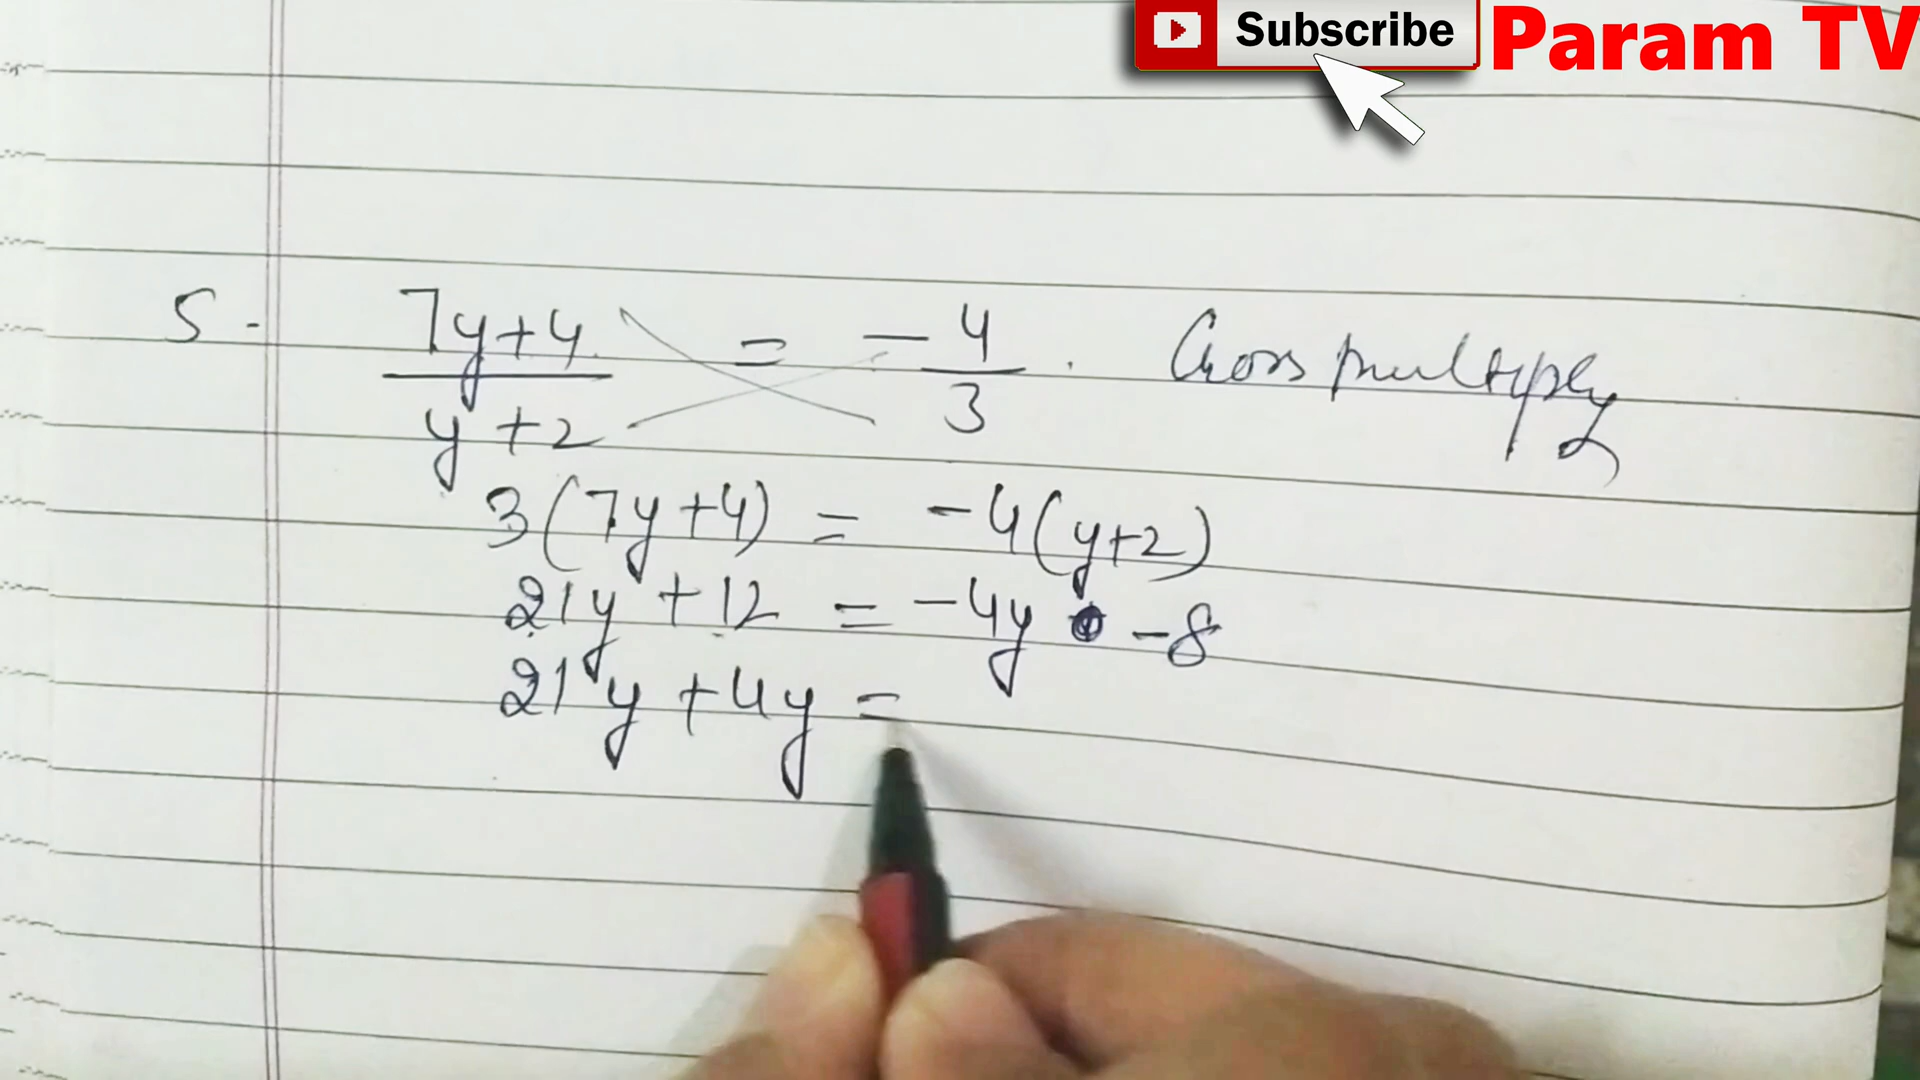 Subscribe Param TV
5. (7y+4)/(y+2) = -4/3 . Cross multiply
3(7y+4) = -4(y+2)
21y + 12 = -4y -8
21y + 4y =